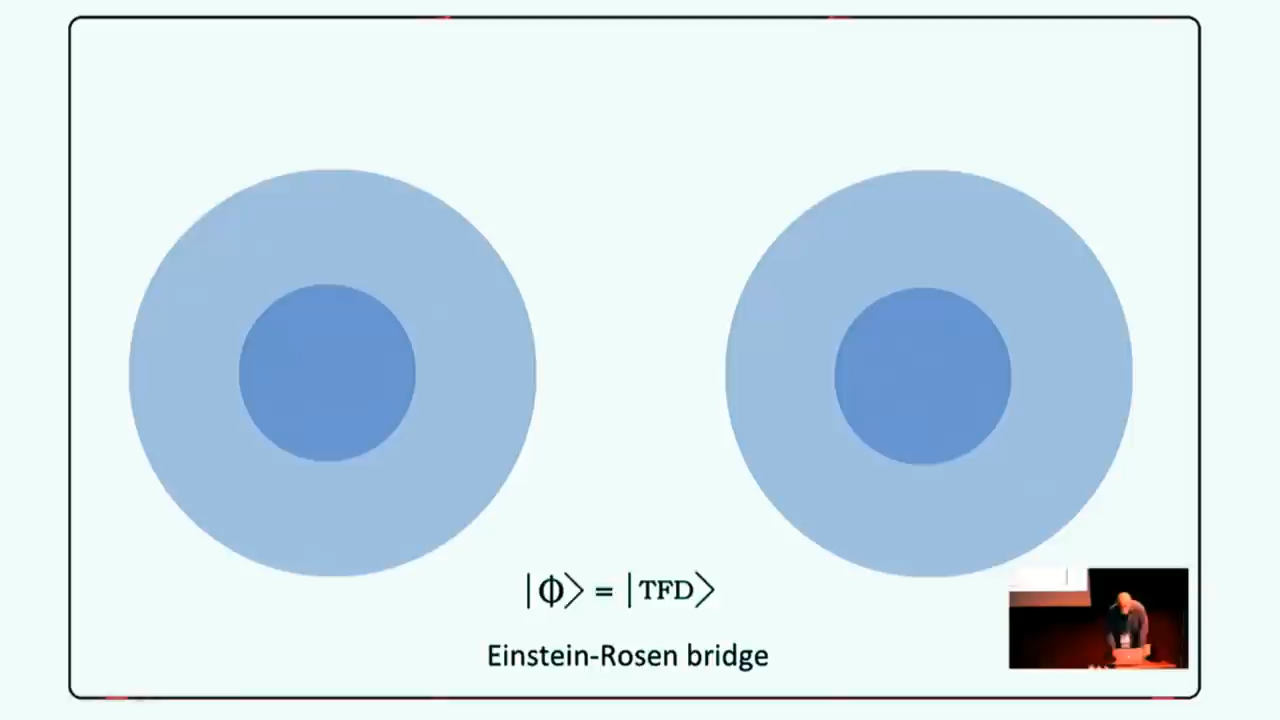 |Φ⟩ = |TFD⟩
Einstein-Rosen bridge